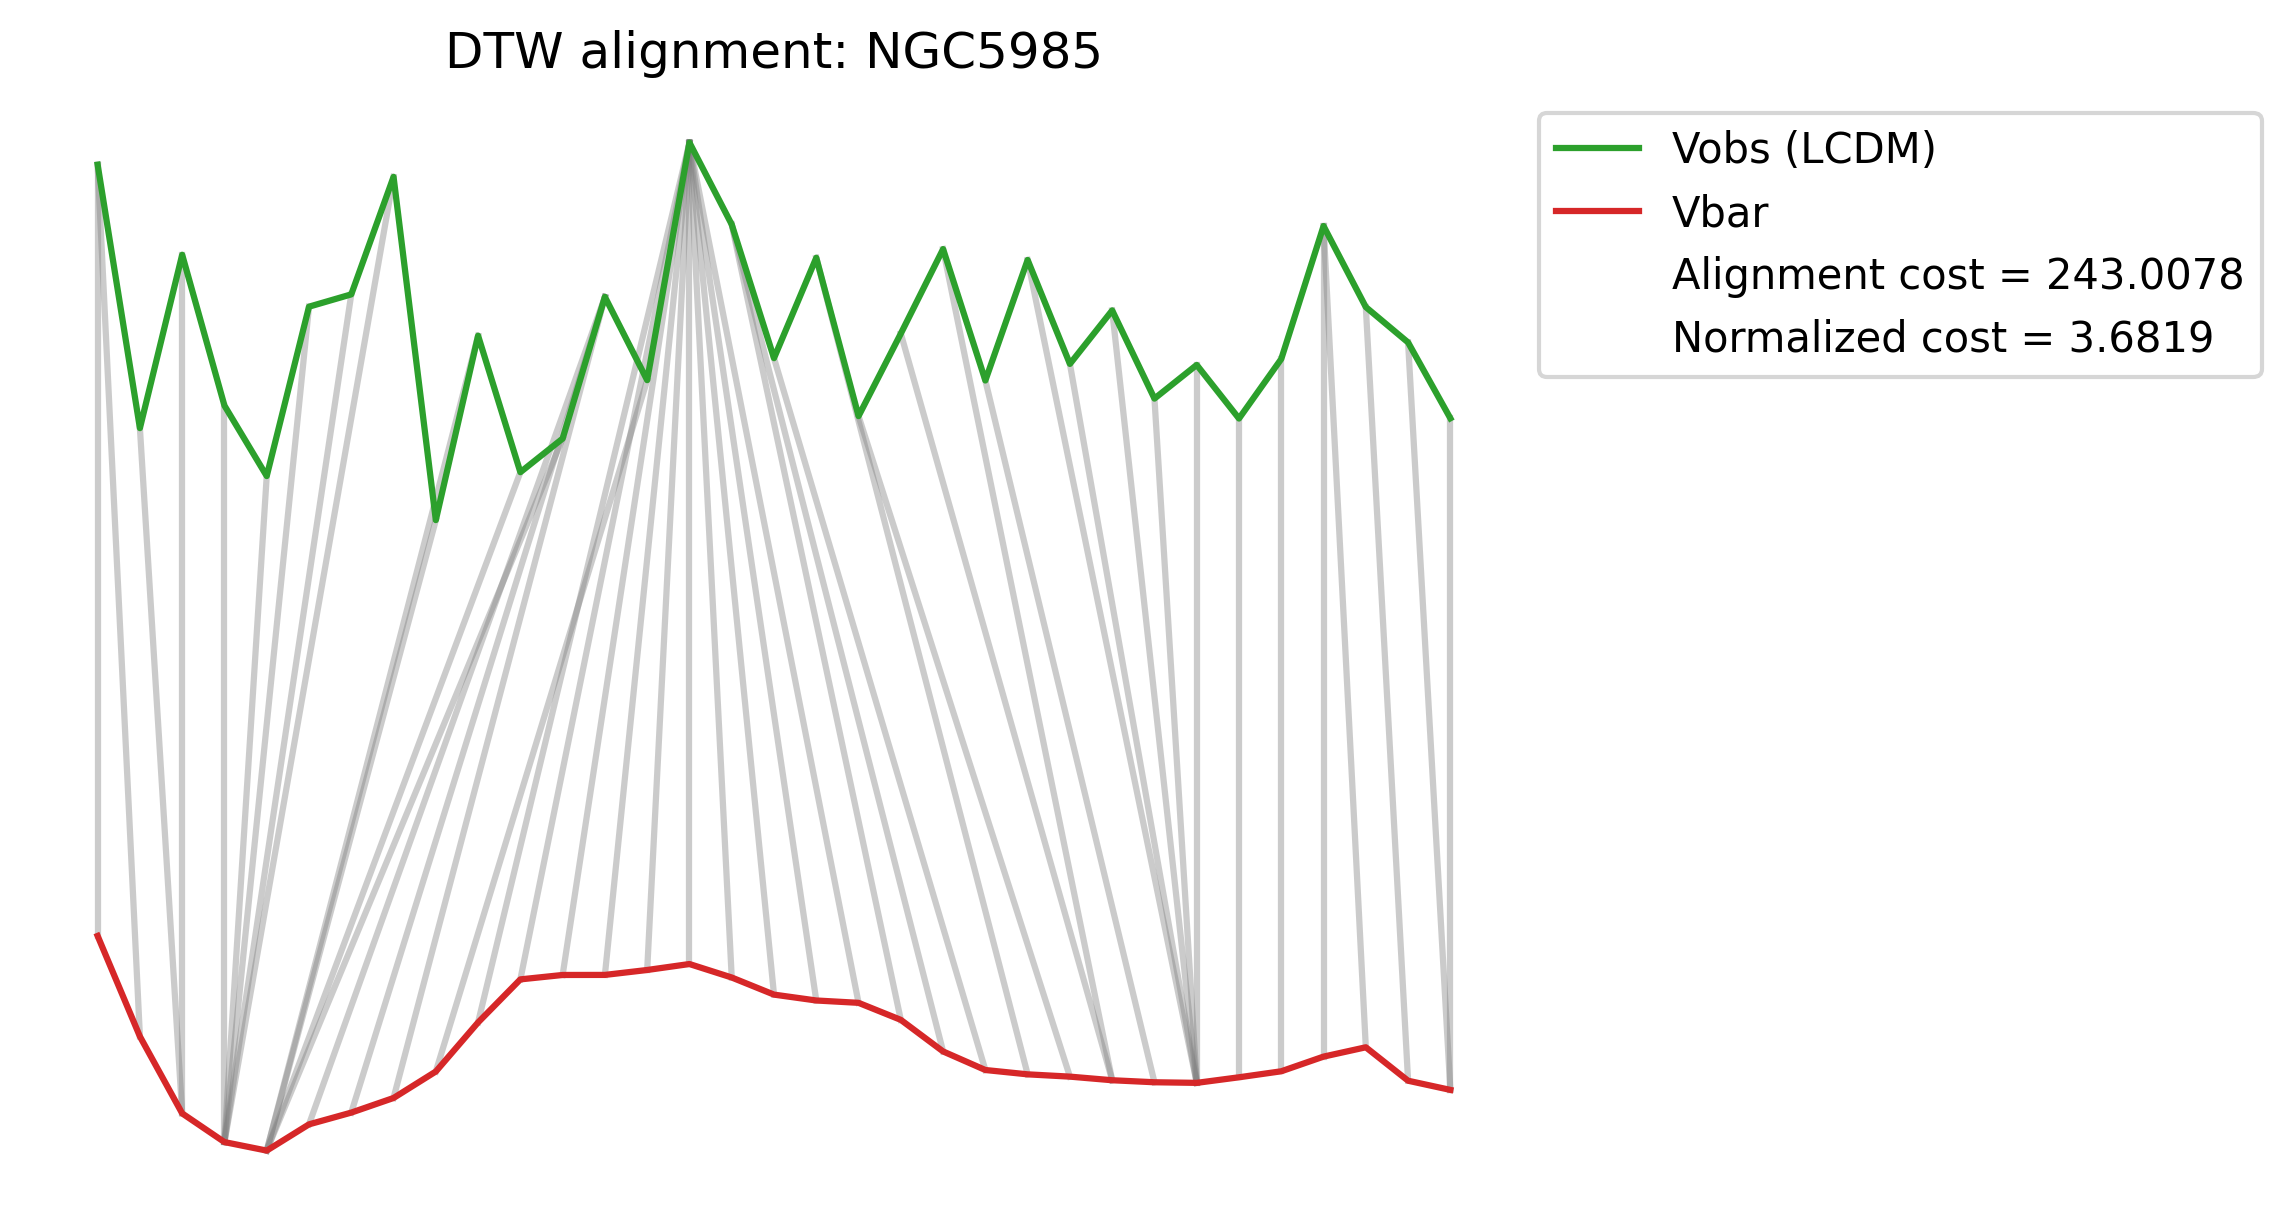 DTW alignment: NGC5985
Vobs (LCDM)
Vbar
Alignment cost = 243.0078
Normalized cost = 3.6819